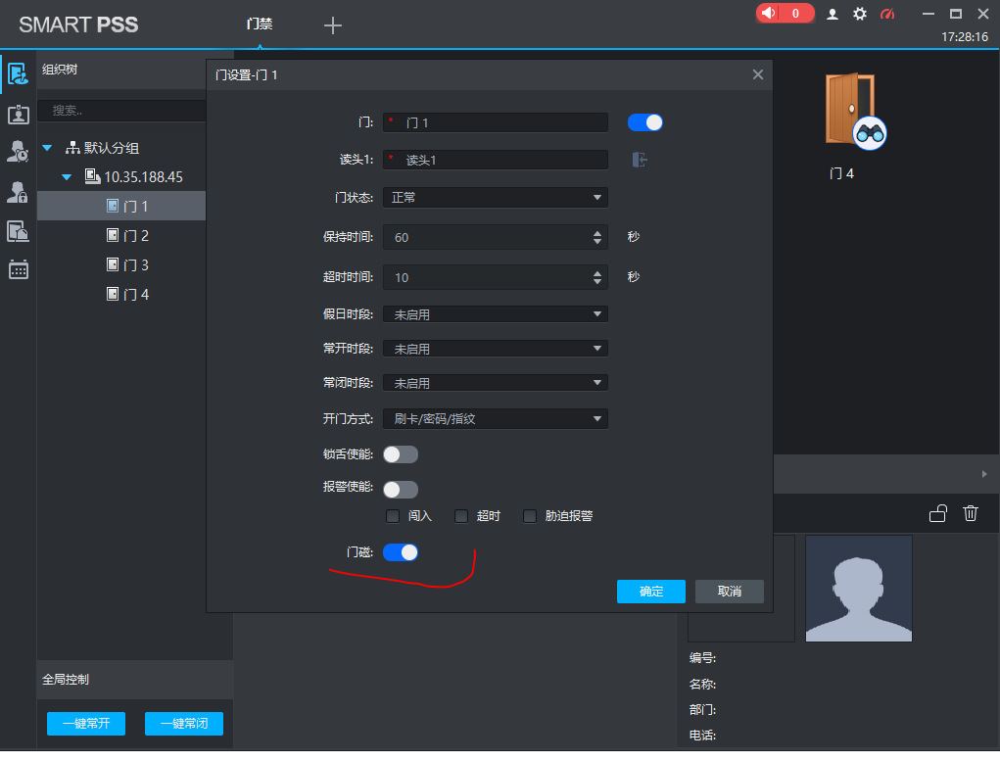 SMART PSS
门禁
0
17:28:16
组织树
搜索..
默认分组
10.35.188.45
门 1
门 2
门 3
门 4
全局控制
一键常开
一键常闭
门设置-门 1
门: * 门 1
读头1: * 读头1
门状态: 正常
保持时间: 60 秒
超时时间: 10 秒
假日时段: 未启用
常开时段: 未启用
常闭时段: 未启用
开门方式: 刷卡/密码/指纹
锁舌使能:
报警使能:
闯入 超时 胁迫报警
门磁:
确定 取消
门 4
编号:
名称:
部门:
电话: